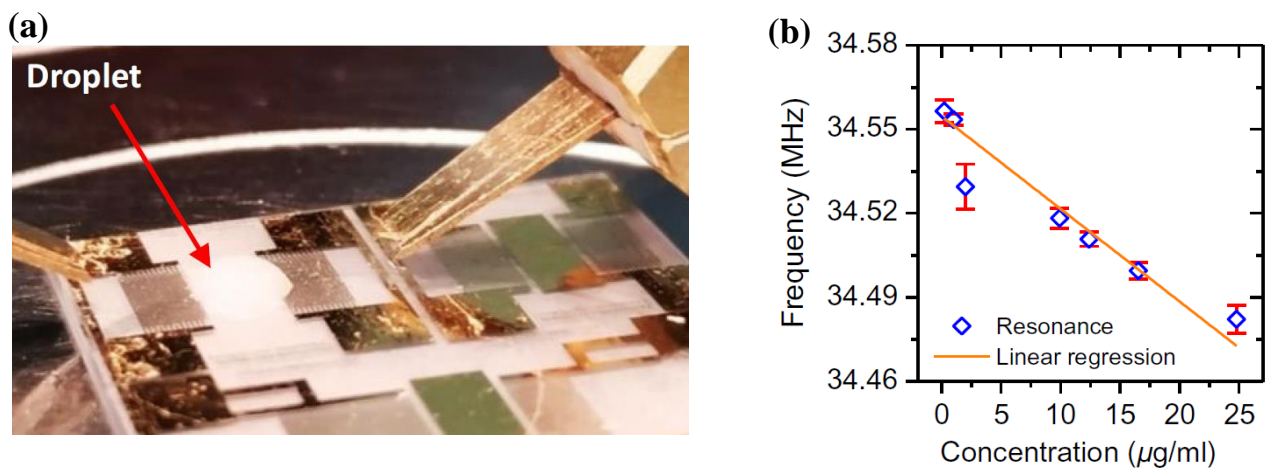 (a)
Droplet
(b)
34.58
34.55
34.52
34.49
34.46
Frequency (MHz)
Resonance
Linear regression
0 5 10 15 20 25
Concentration (μg/ml)